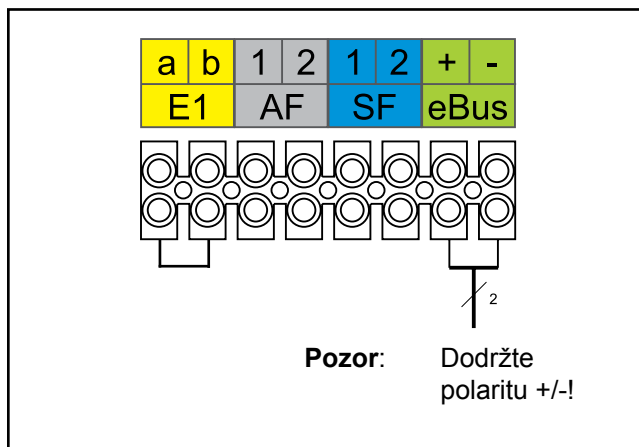 a b 1 2 1 2 + -
E1 AF SF eBus
2
Pozor: Dodržte
polaritu +/-!